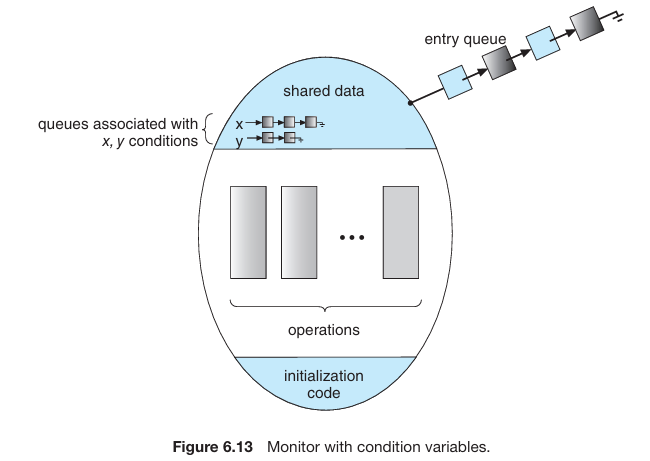 entry queue
shared data
queues associated with
x, y conditions
x
y
•••
operations
initialization
code
Figure 6.13 Monitor with condition variables.